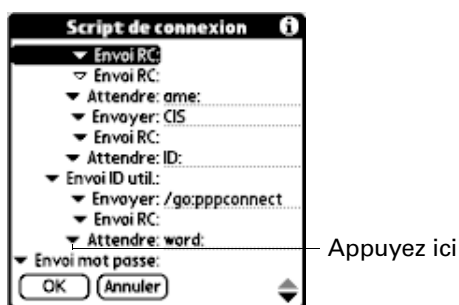 Script de connexion i
Envoi RC:
Envoi RC:
Attendre: ame:
Envoyer: CIS
Envoi RC:
Attendre: ID:
Envoi ID util.:
Envoyer: /go:pppconnect
Envoi RC:
Attendre: word:
Appuyez ici
Envoi mot passe:
OK Annuler